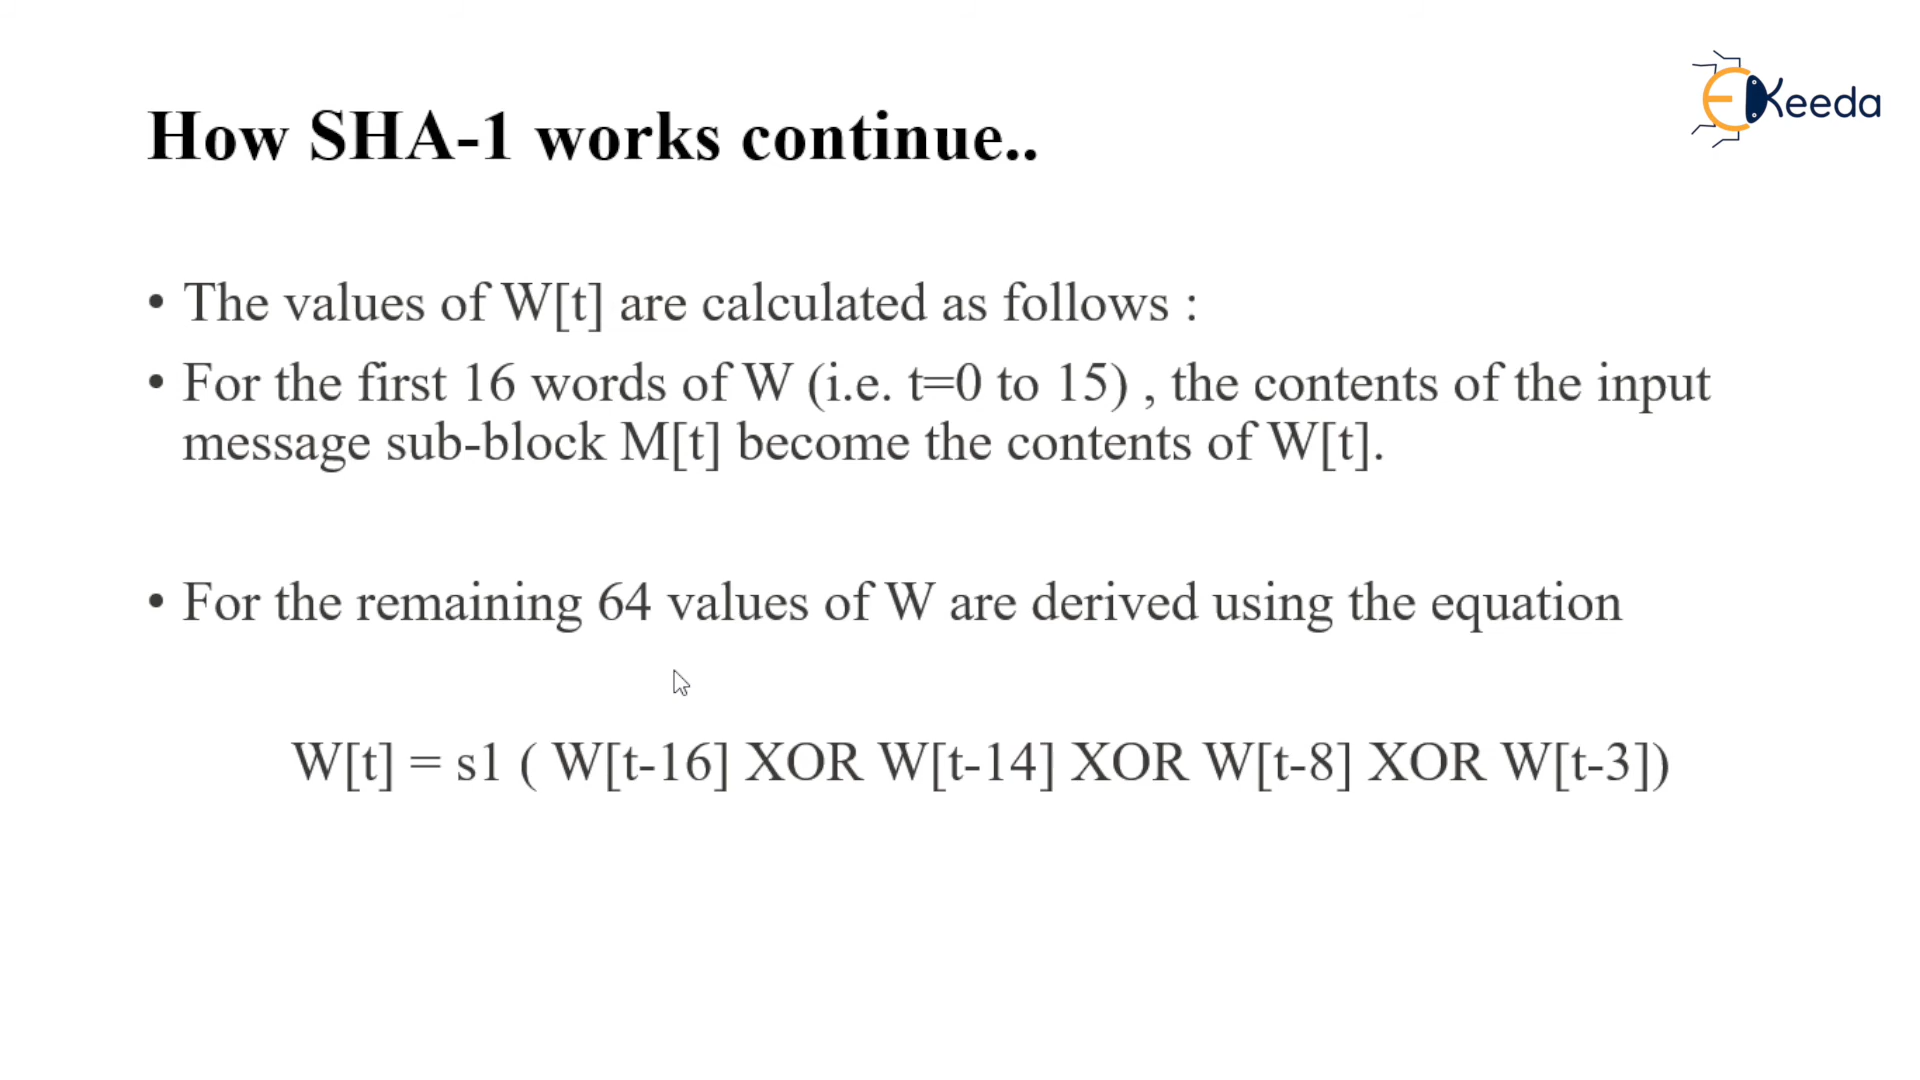 EKeeda
How SHA-1 works continue..
• The values of W[t] are calculated as follows :
• For the first 16 words of W (i.e. t=0 to 15) , the contents of the input
message sub-block M[t] become the contents of W[t].
• For the remaining 64 values of W are derived using the equation
W[t] = s1 ( W[t-16] XOR W[t-14] XOR W[t-8] XOR W[t-3])